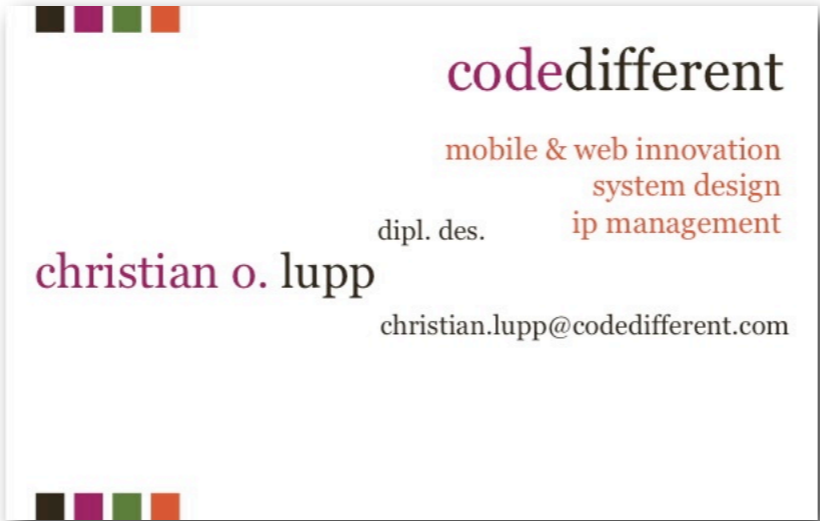 codedifferent
mobile & web innovation
system design
ip management
dipl. des.
christian o. lupp
christian.lupp@codedifferent.com